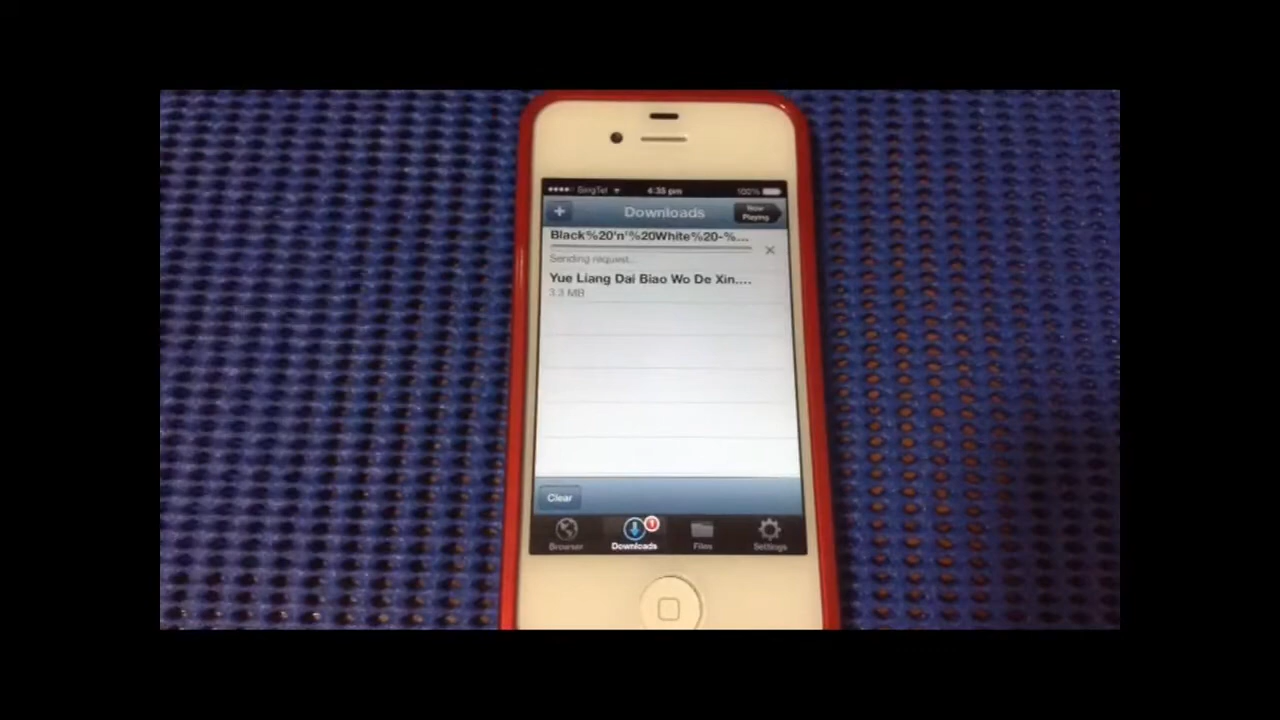 SingTel 4:35 pm 100%
+ Downloads Now Playing
Black%20'n'%20White%20-%...
Sending request...
Yue Liang Dai Biao Wo De Xin....
3.3 MB
Clear
1
Browser Downloads Files Settings